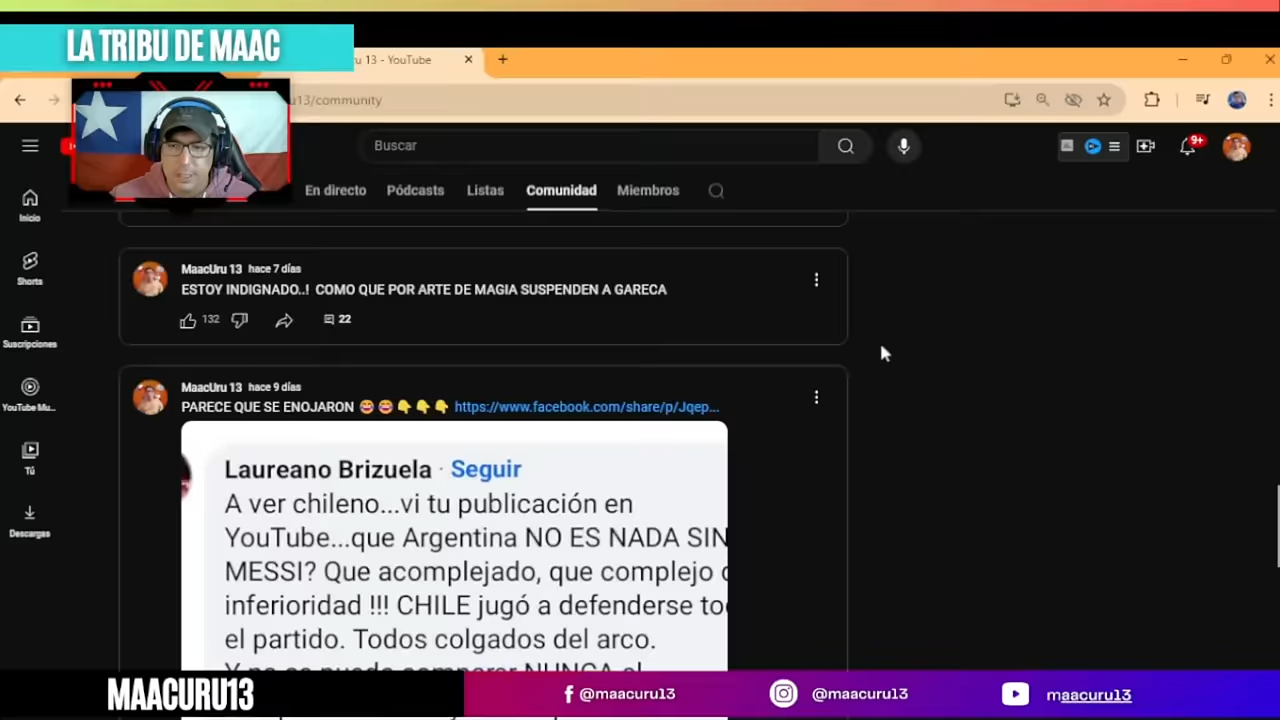 LA TRIBU DE MAAC
u 13 - YouTube
u13/community
Buscar
9+
En directo
Pódcasts
Listas
Comunidad
Miembros
Inicio
Shorts
Suscripciones
YouTube Mu...
Tú
Descargas
MaacUru 13 hace 7 días
ESTOY INDIGNADO..! COMO QUE POR ARTE DE MAGIA SUSPENDEN A GARECA
132
22
MaacUru 13 hace 9 días
PARECE QUE SE ENOJARON 😂😂👇👇👇 https://www.facebook.com/share/p/Jqep...
Laureano Brizuela · Seguir
A ver chileno...vi tu publicación en
YouTube...que Argentina NO ES NADA SIN
MESSI? Que acomplejado, que complejo
inferioridad !!! CHILE jugó a defenderse to
el partido. Todos colgados del arco.
MAACURU13
@maacuru13
@maacuru13
maacuru13